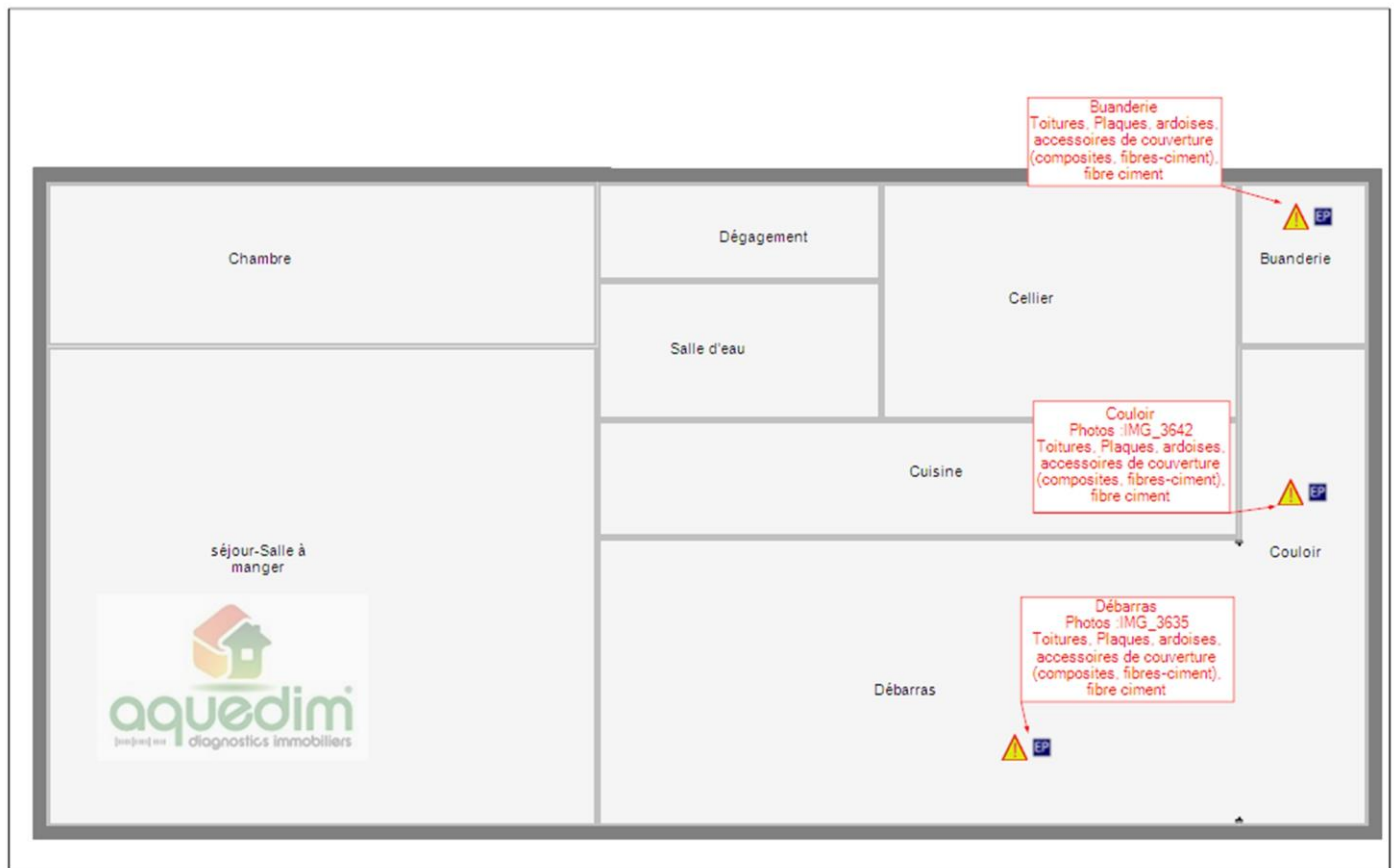 Buanderie
Toitures, Plaques, ardoises,
accessoires de couverture
(composites, fibres-ciment),
fibre ciment
EP
Chambre
Dégagement
Buanderie
Cellier
Salle d'eau
Couloir
Photos :IMG_3642
Toitures, Plaques, ardoises,
accessoires de couverture
(composites, fibres-ciment),
fibre ciment
Cuisine
EP
séjour-Salle à
manger
Couloir
Débarras
Photos :IMG_3635
Toitures, Plaques, ardoises,
accessoires de couverture
(composites, fibres-ciment),
fibre ciment
Débarras
EP
aquedim
diagnostics immobiliers